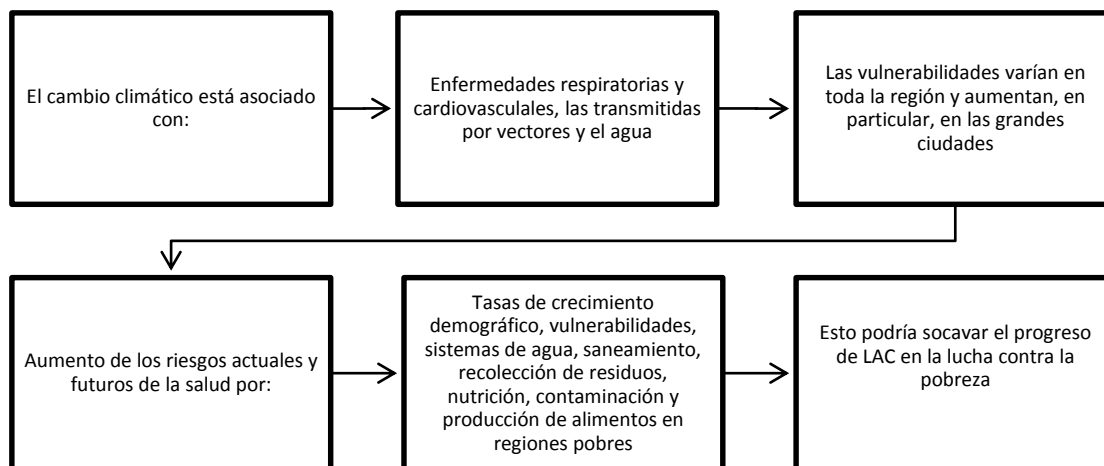 El cambio climático está asociado
con:
Enfermedades respiratorias y
cardiovasculales, las transmitidas
por vectores y el agua
Las vulnerabilidades varían en
toda la región y aumentan, en
particular, en las grandes
ciudades
Aumento de los riesgos actuales y
futuros de la salud por:
Tasas de crecimiento
demográfico, vulnerabilidades,
sistemas de agua, saneamiento,
recolección de residuos,
nutrición, contaminación y
producción de alimentos en
regiones pobres
Esto podría socavar el progreso
de LAC en la lucha contra la
pobreza